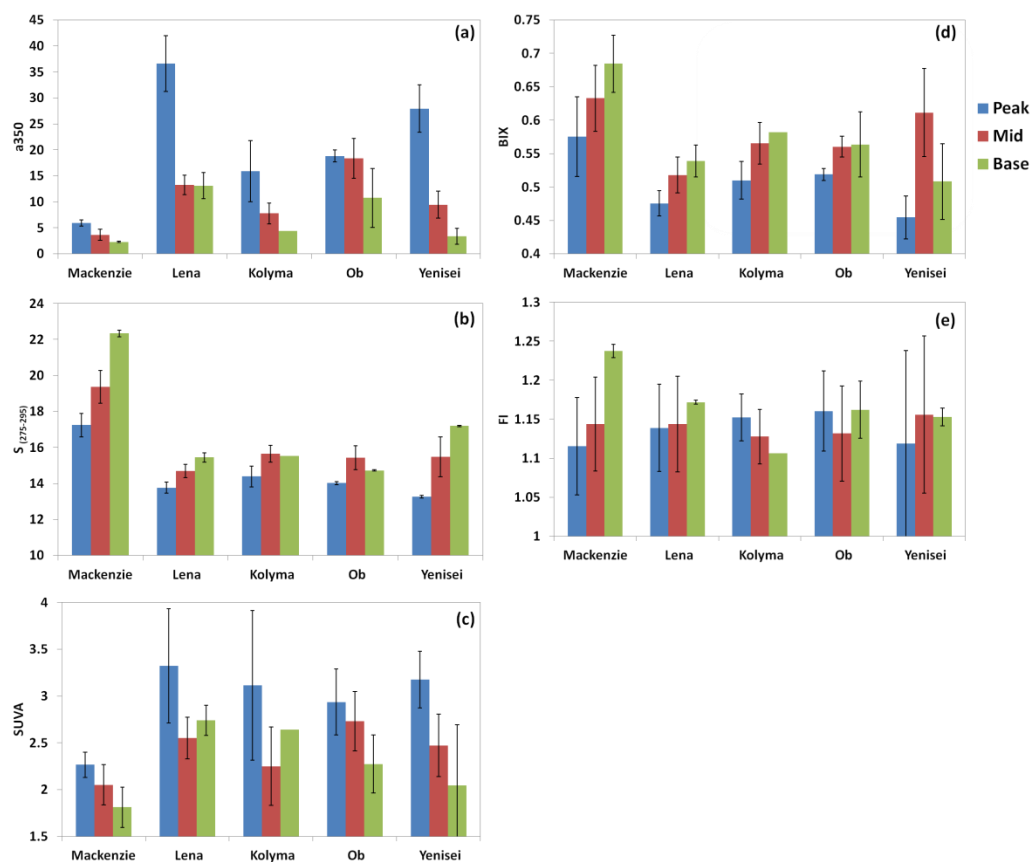 (a)
45
40
35
30
25
20
15
10
5
0
a350
Mackenzie Lena Kolyma Ob Yenisei
(d)
0.75
0.7
0.65
0.6
0.55
0.5
0.45
0.4
BIX
Mackenzie Lena Kolyma Ob Yenisei
Peak
Mid
Base
(b)
24
22
20
18
16
14
12
10
S (275-295)
Mackenzie Lena Kolyma Ob Yenisei
(e)
1.3
1.25
1.2
1.15
1.1
1.05
1
FI
Mackenzie Lena Kolyma Ob Yenisei
(c)
4
3.5
3
2.5
2
1.5
SUVA
Mackenzie Lena Kolyma Ob Yenisei